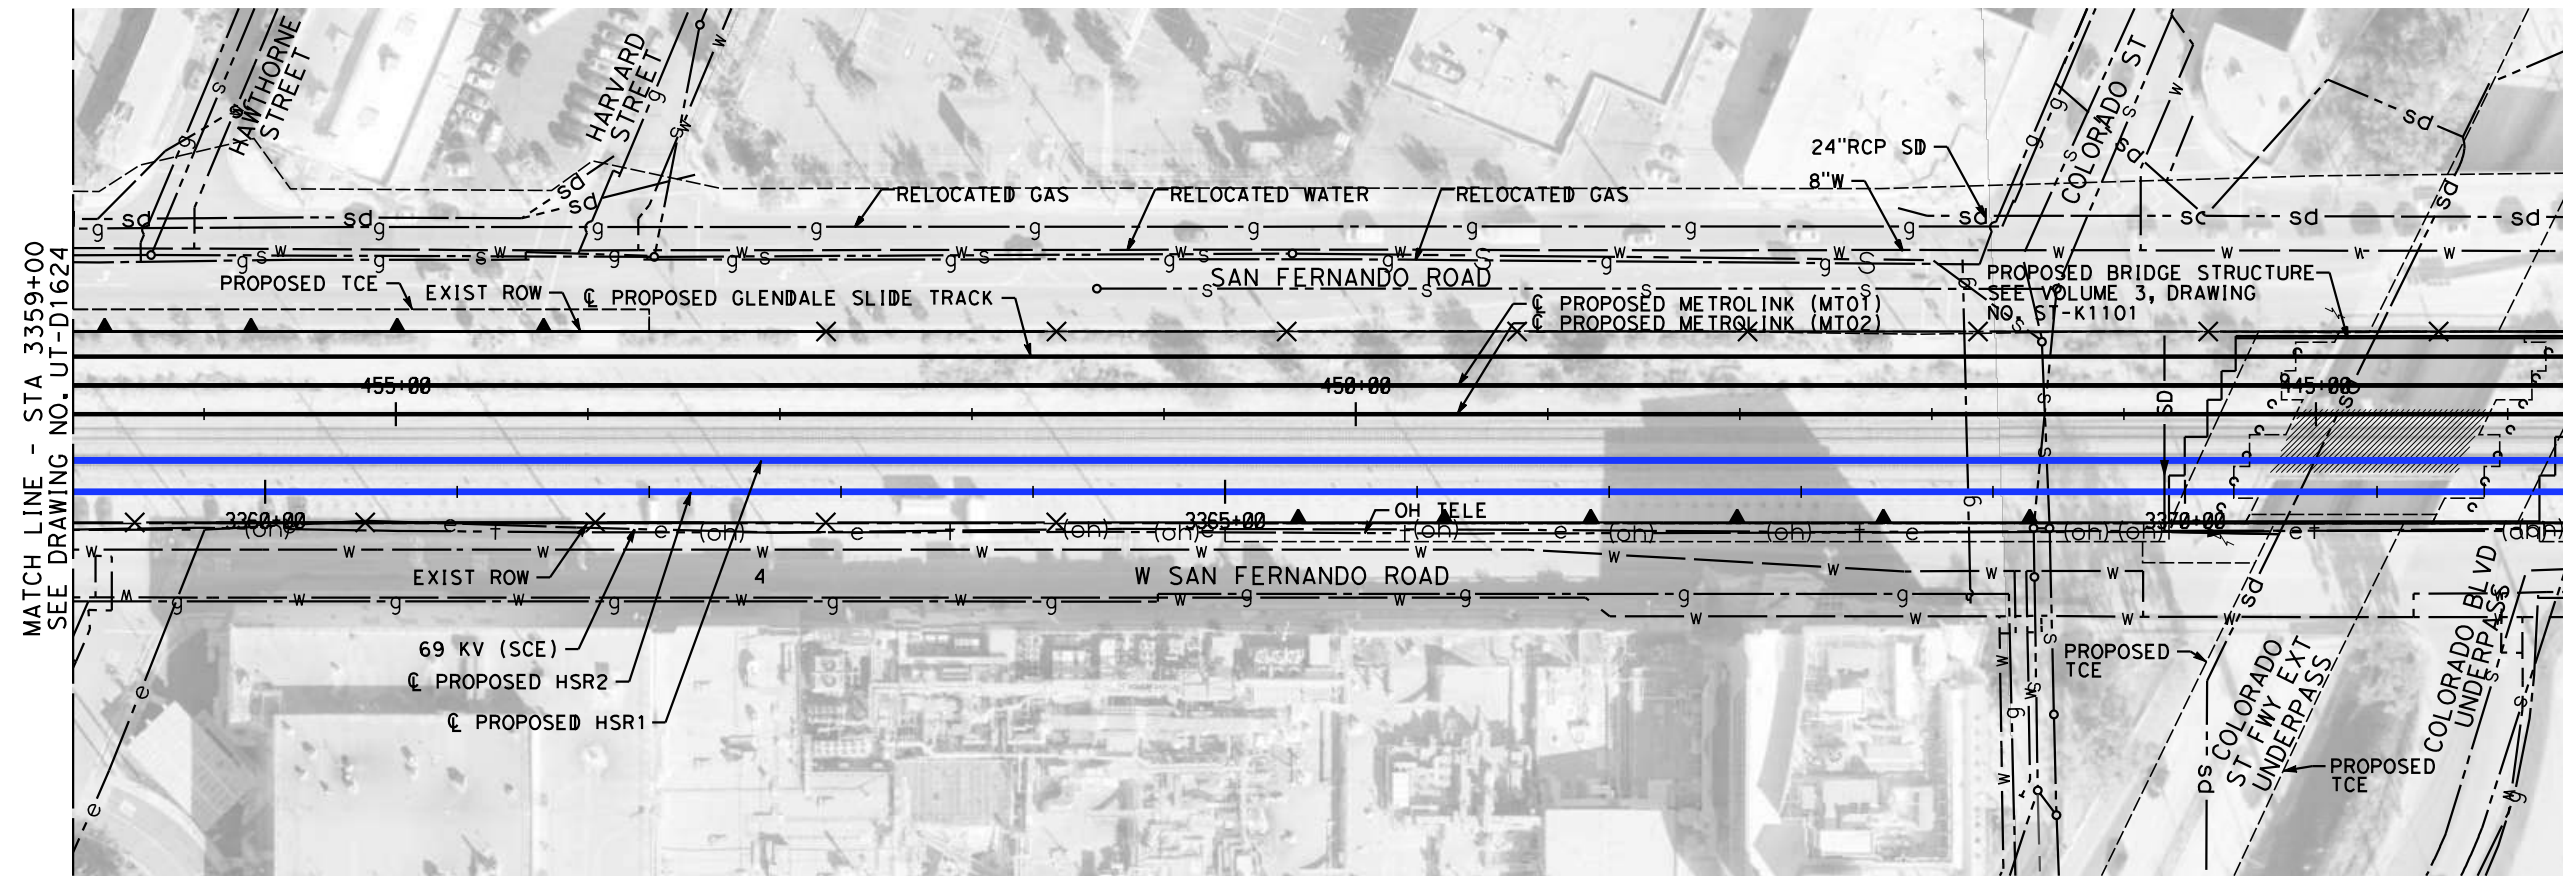 MATCH LINE - STA 3359+00
SEE DRAWING NO. UT-D1624
HAWTHORNE
STREET
HARVARD
STREET
COLORADO ST
24"RCP SD
8"W
RELOCATED GAS
RELOCATED WATER
RELOCATED GAS
SAN FERNANDO ROAD
PROPOSED TCE
EXIST ROW
℄ PROPOSED GLENDALE SLIDE TRACK
℄ PROPOSED METROLINK (MT01)
℄ PROPOSED METROLINK (MT02)
PROPOSED BRIDGE STRUCTURE
SEE VOLUME 3, DRAWING
NO. ST-K1101
455+00
450+00
445+00
SD
OH TELE
3360+00
3365+00
3370+00
EXIST ROW
4
W SAN FERNANDO ROAD
69 KV (SCE)
℄ PROPOSED HSR2
℄ PROPOSED HSR1
PROPOSED
TCE
COLORADO
ST FWY EXT
UNDERPASS
COLORADO BLVD
UNDERPASS
PROPOSED
TCE